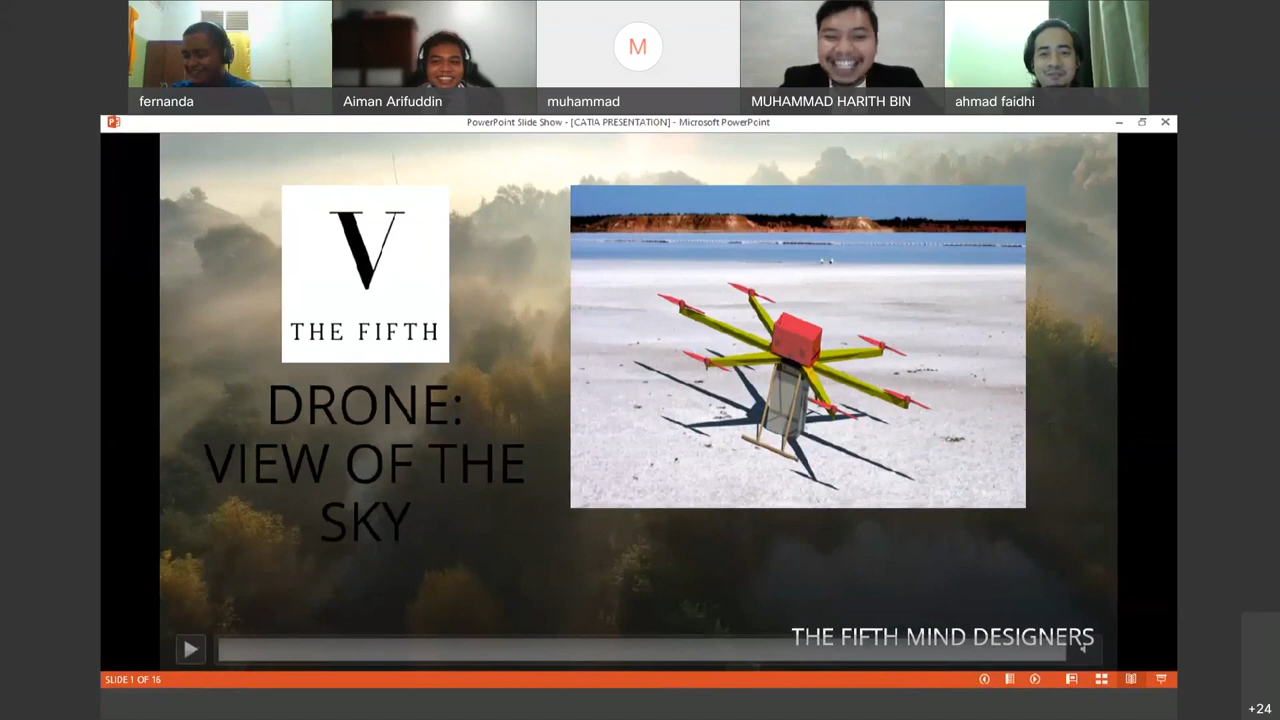 M
fernanda
Aiman Arifuddin
muhammad
MUHAMMAD HARITH BIN
ahmad faidhi
PowerPoint Slide Show - [CATIA PRESENTATION] - Microsoft PowerPoint
V
THE FIFTH
DRONE:
VIEW OF THE
SKY
THE FIFTH MIND DESIGNERS
SLIDE 1 OF 16
+24